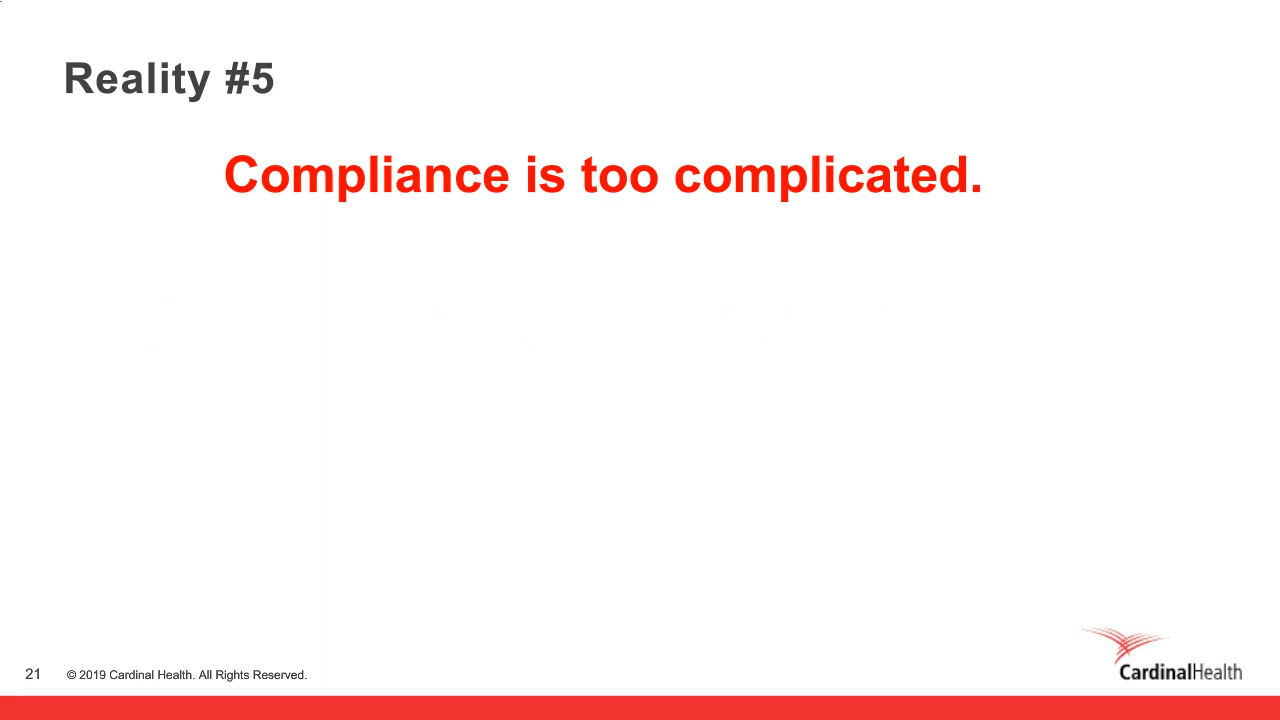 Reality #5
Compliance is too complicated.
21 © 2019 Cardinal Health. All Rights Reserved.
CardinalHealth